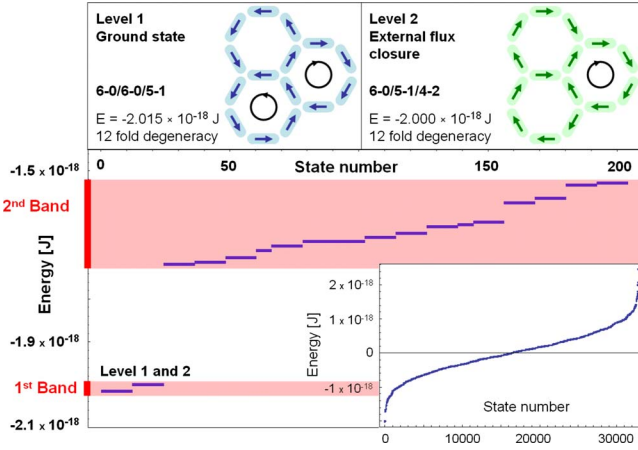 Level 1
Ground state
6-0/6-0/5-1
E = -2.015 × 10⁻¹⁸ J
12 fold degeneracy
Level 2
External flux
closure
6-0/5-1/4-2
E = -2.000 × 10⁻¹⁸ J
12 fold degeneracy
0 50 State number 150 200
-1.5 x 10⁻¹⁸
2ⁿᵈ Band
Energy [J]
-1.9 x 10⁻¹⁸
Level 1 and 2
1ˢᵗ Band
-2.1 x 10⁻¹⁸
2 x 10⁻¹⁸
1 x 10⁻¹⁸
0
-1 x 10⁻¹⁸
Energy [J]
State number
0 10000 20000 30000